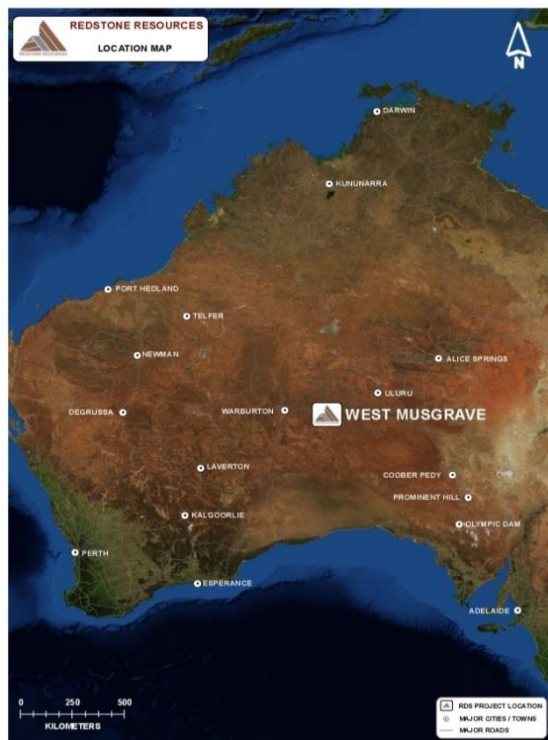 REDSTONE RESOURCES
REDSTONE RESOURCES
LOCATION MAP
N
DARWIN
KUNUNARRA
PORT HEDLAND
TELFER
NEWMAN
ALICE SPRINGS
ULURU
DEGRUSSA
WARBURTON
WEST MUSGRAVE
LAVERTON
COOBER PEDY
PROMINENT HILL
KALGOORLIE
OLYMPIC DAM
PERTH
ESPERANCE
ADELAIDE
0 250 500
KILOMETERS
RDS PROJECT LOCATION
MAJOR CITIES / TOWNS
MAJOR ROADS